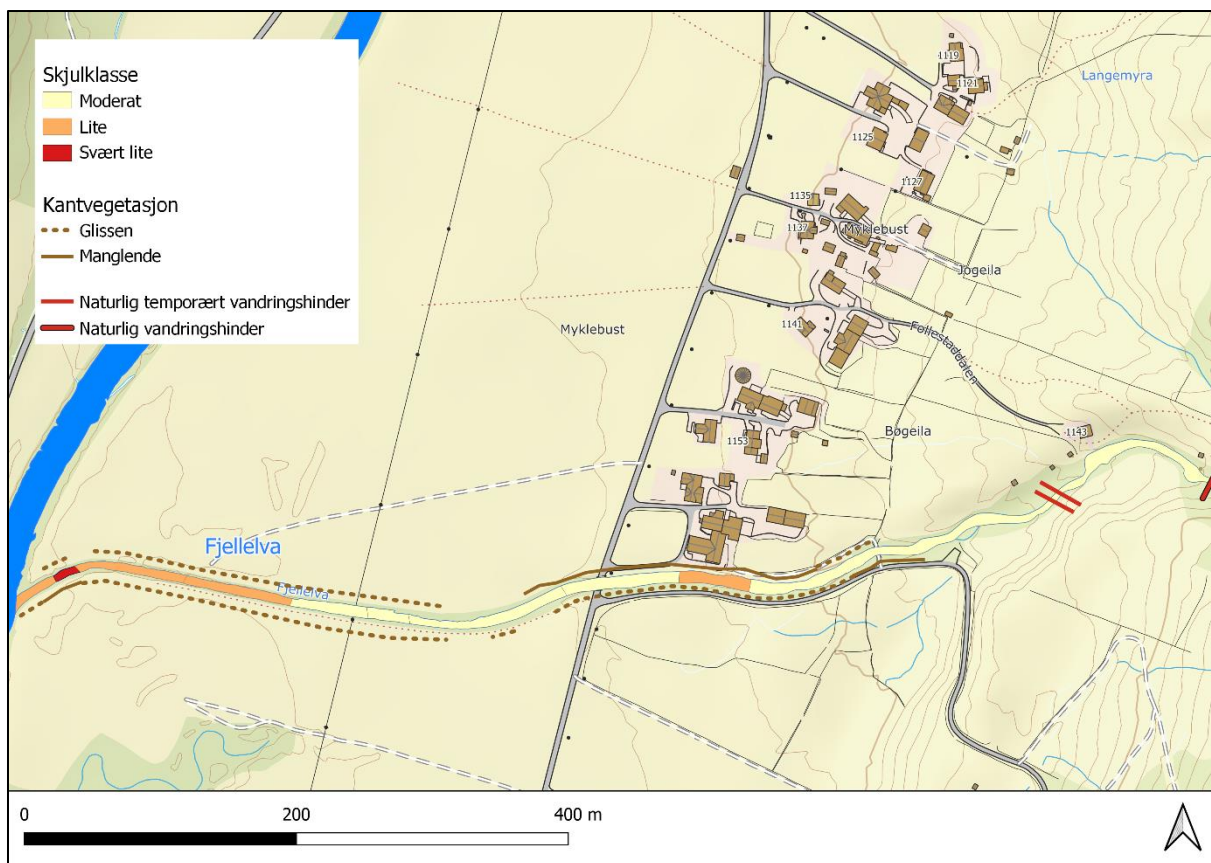 Skjulklasse
Moderat
Lite
Svært lite
Kantvegetasjon
Glissen
Manglende
Naturlig temporært vandringshinder
Naturlig vandringshinder
1119
1121
Langemyra
1125
1127
1135
1137
Myklebust
Jogeila
Myklebust
1141
Follestaddalen
1143
Bøgeila
1153
Fjellelva
Fjellelva
0 200 400 m